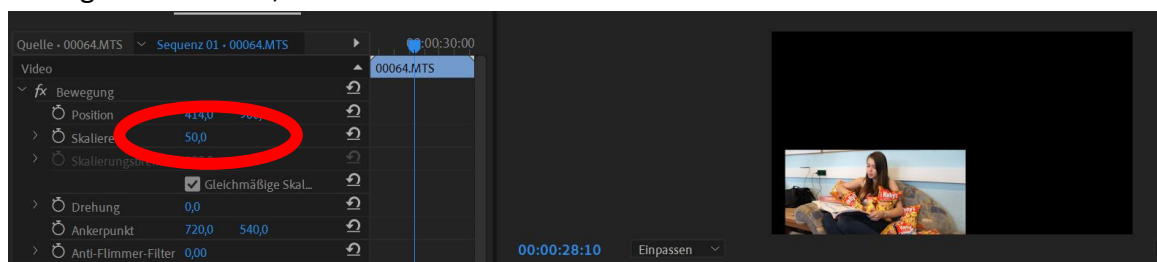 Quelle • 00064.MTS Sequenz 01 • 00064.MTS 00:00:30:00
Video 00064.MTS
fx Bewegung
Position 414,0
Skaliere 50,0
Gleichmäßige Skal...
Drehung 0,0
Ankerpunkt 720,0 540,0
Anti-Flimmer-Filter 0,00
00:00:28:10 Einpassen